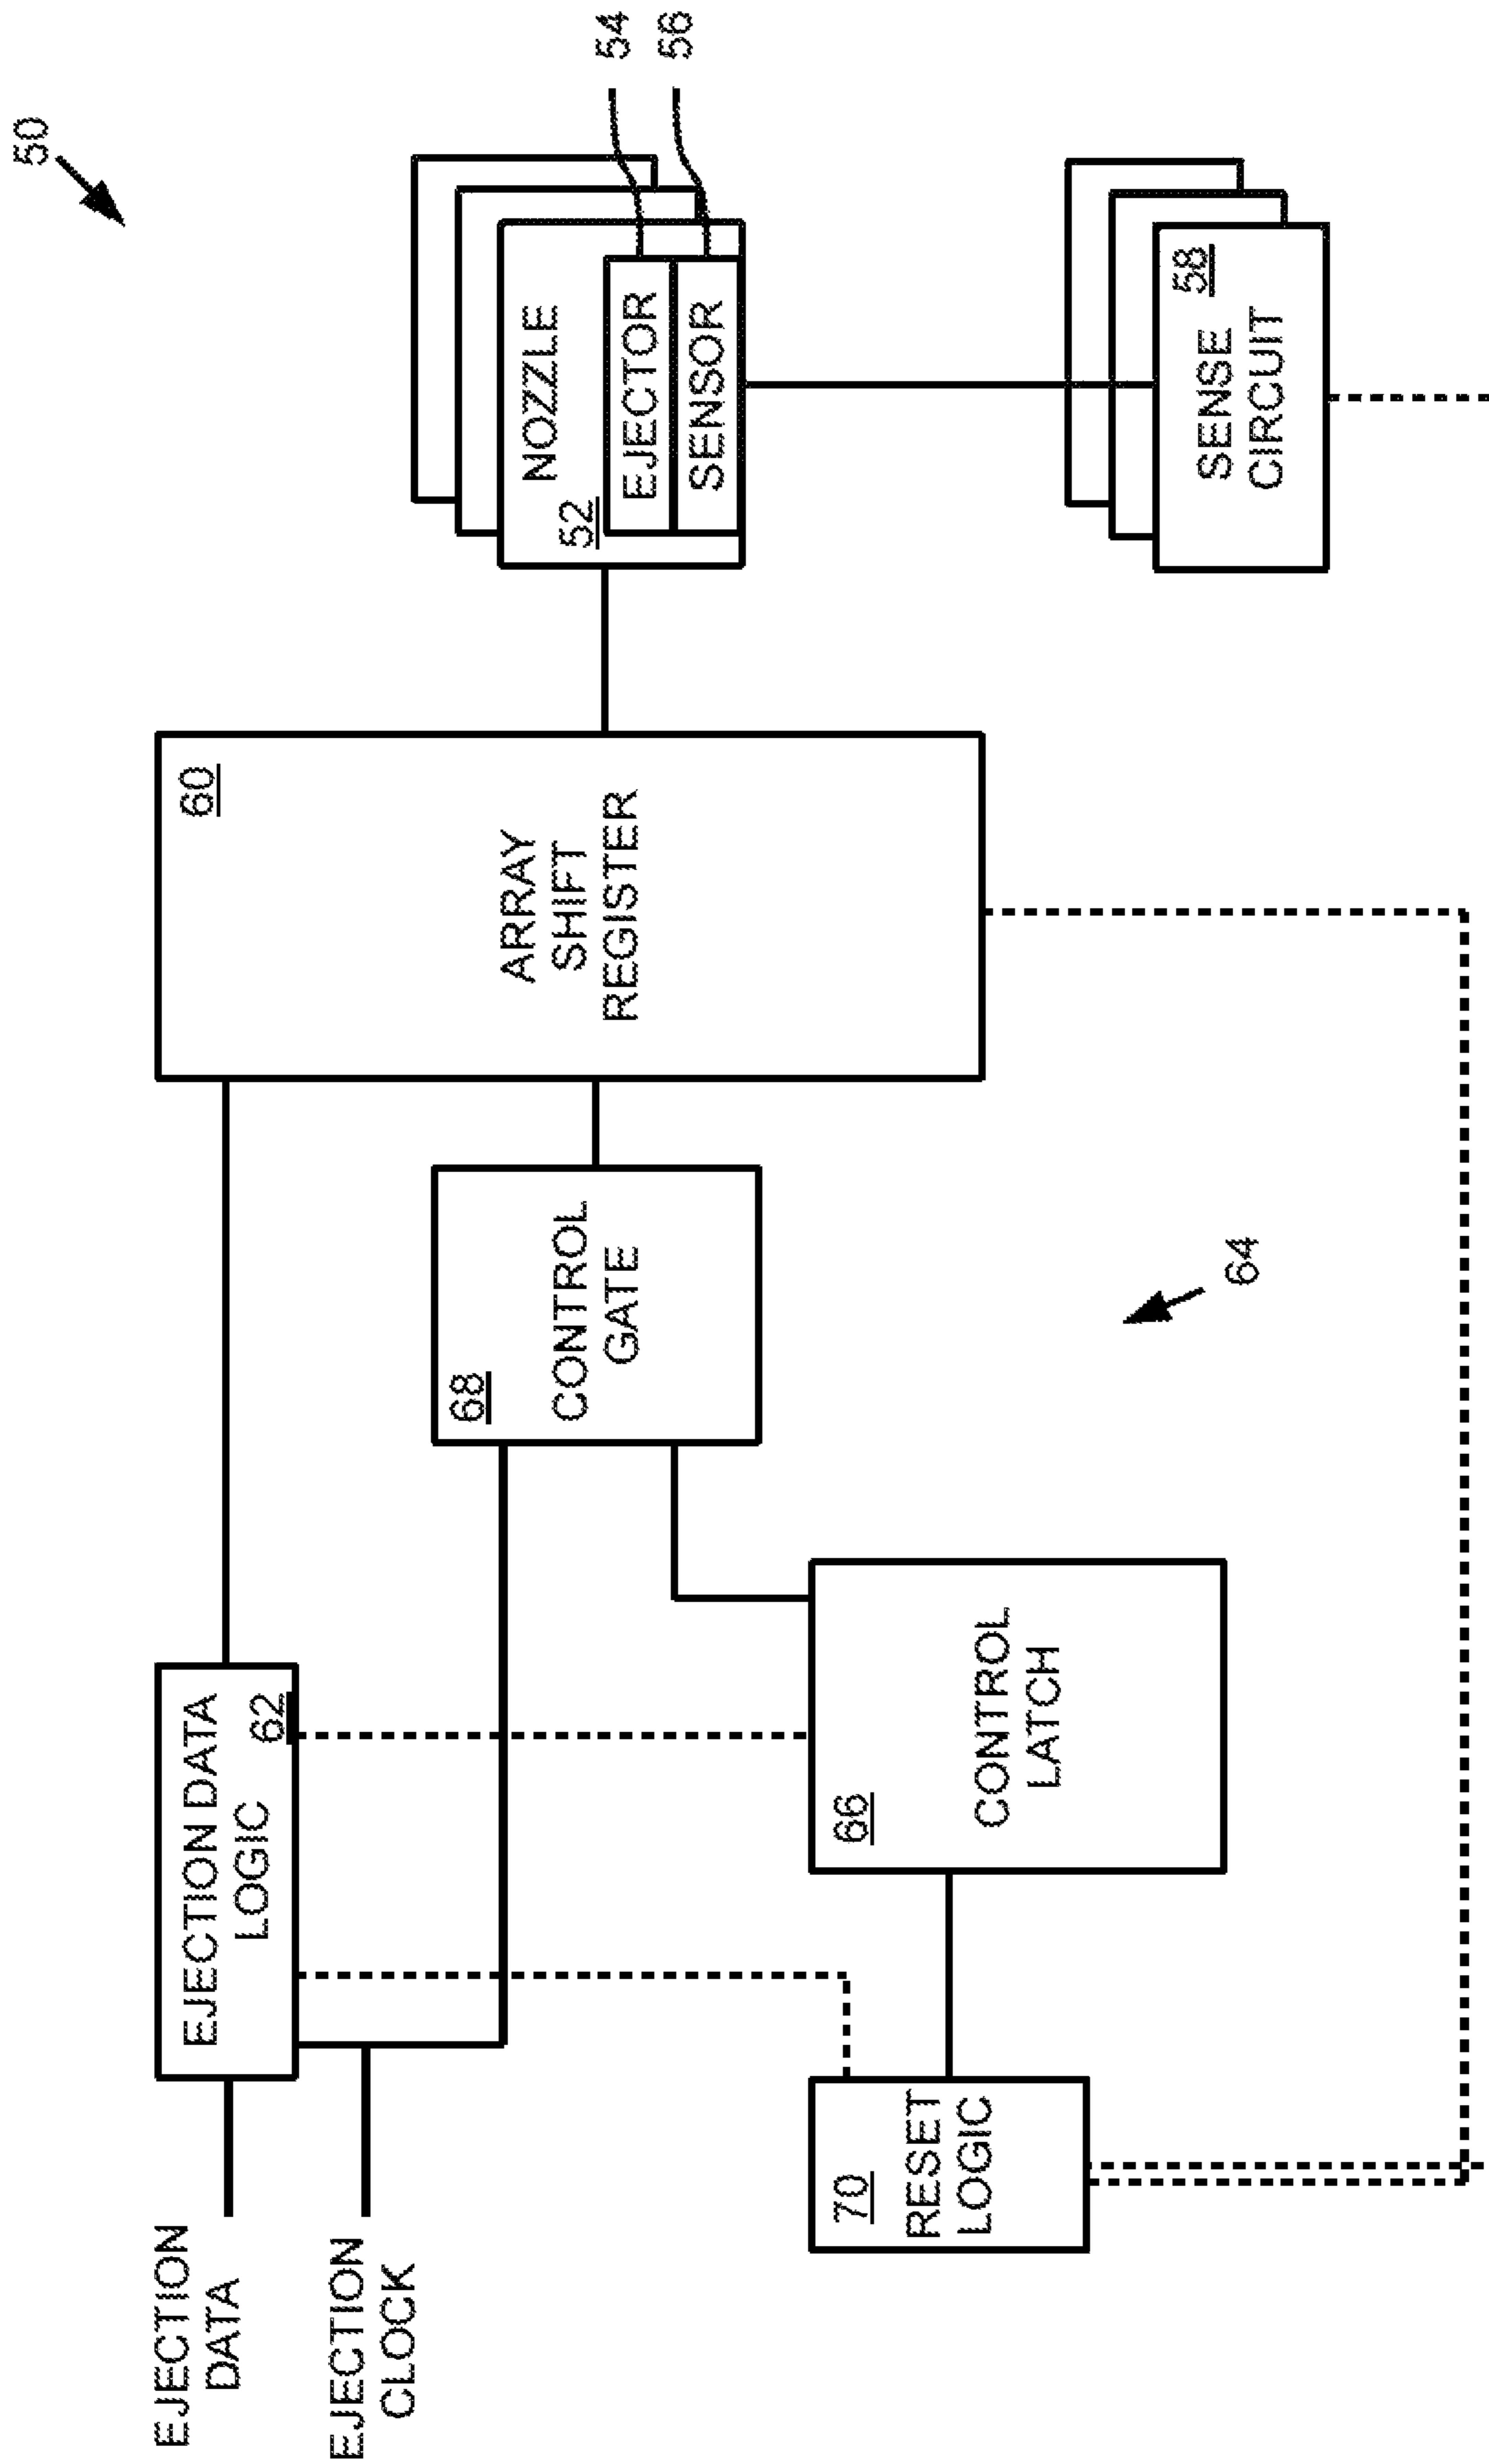 50
EJECTION
DATA
EJECTION
CLOCK
EJECTION DATA
LOGIC
62
60
ARRAY
SHIFT
REGISTER
68
CONTROL
GATE
NOZZLE
52
EJECTOR
SENSOR
54
56
70
RESET
LOGIC
66
CONTROL
LATCH
64
58
SENSE
CIRCUIT